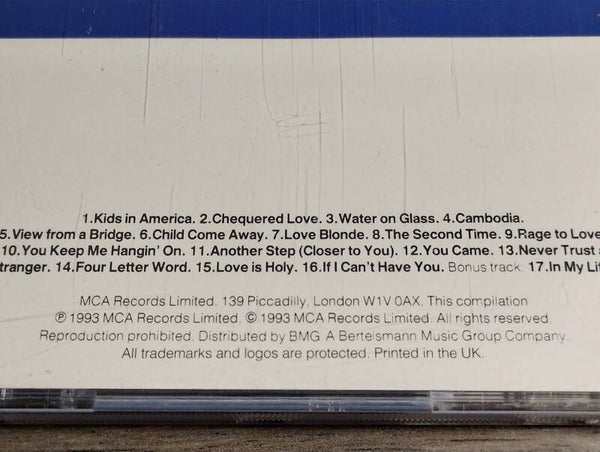 1.Kids in America. 2.Chequered Love. 3.Water on Glass. 4.Cambodia.
5.View from a Bridge. 6.Child Come Away. 7.Love Blonde. 8.The Second Time. 9.Rage to Love
10.You Keep Me Hangin' On. 11.Another Step (Closer to You). 12.You Came. 13.Never Trust a
tranger. 14.Four Letter Word. 15.Love is Holy. 16.If I Can't Have You. Bonus track: 17.In My Lif
MCA Records Limited. 139 Piccadilly, London W1V 0AX. This compilation
℗ 1993 MCA Records Limited. © 1993 MCA Records Limited. All rights reserved.
Reproduction prohibited. Distributed by BMG A Bertelsmann Music Group Company.
All trademarks and logos are protected. Printed in the UK.